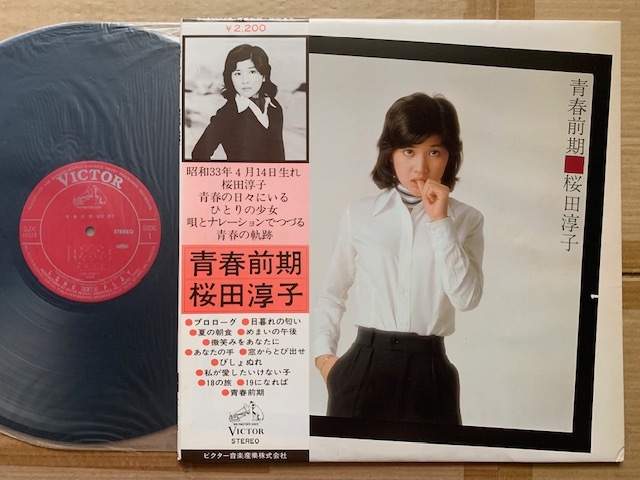 ¥2,200
昭和33年4月14日生れ
桜田淳子
青春の日々にいる
ひとりの少女
唄とナレーションでつづる
青春の軌跡
青春前期
桜田淳子
●プロローグ ●日暮れの匂い
●夏の朝食 ●めまいの午後
●微笑みをあなたに
●あなたの手 ●窓からとび出せ
●びしょぬれ
●私が愛したいけない子
●18の旅 ●19になれば
●青春前期
VICTOR
STEREO
ビクター音楽産業株式会社
青春前期■桜田淳子
VICTOR
SIDE
1
STEREO
LONG PLAY